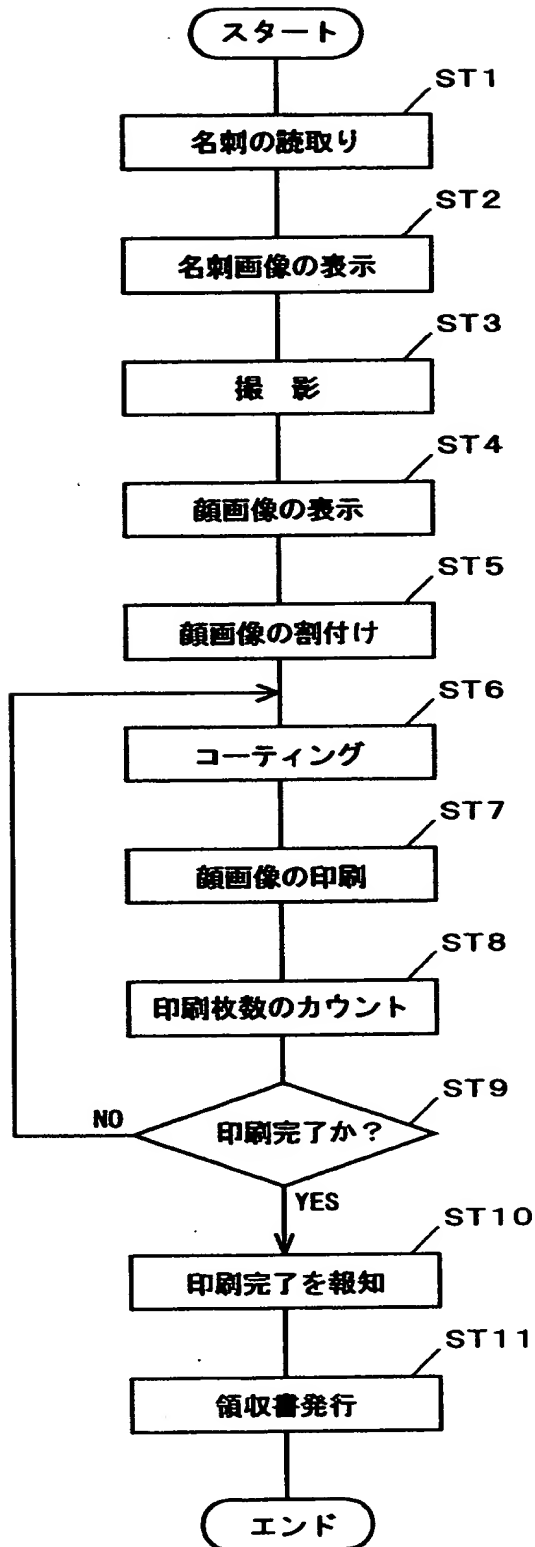 スタート
ST1
名刺の読取り
ST2
名刺画像の表示
ST3
撮　影
ST4
顔画像の表示
ST5
顔画像の割付け
ST6
コーティング
ST7
顔画像の印刷
ST8
印刷枚数のカウント
ST9
印刷完了か？
NO
YES
ST10
印刷完了を報知
ST11
領収書発行
エンド